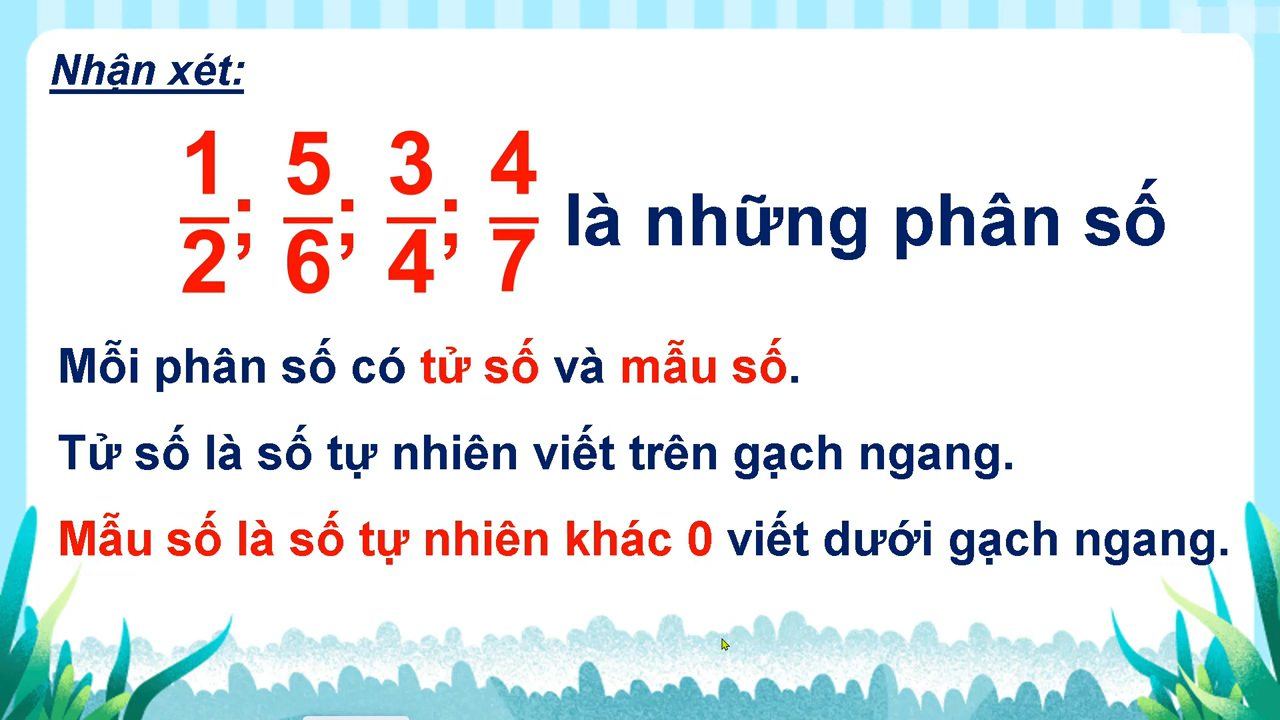 Nhận xét:
1/2; 5/6; 3/4; 4/7 là những phân số
Mỗi phân số có tử số và mẫu số.
Tử số là số tự nhiên viết trên gạch ngang.
Mẫu số là số tự nhiên khác 0 viết dưới gạch ngang.